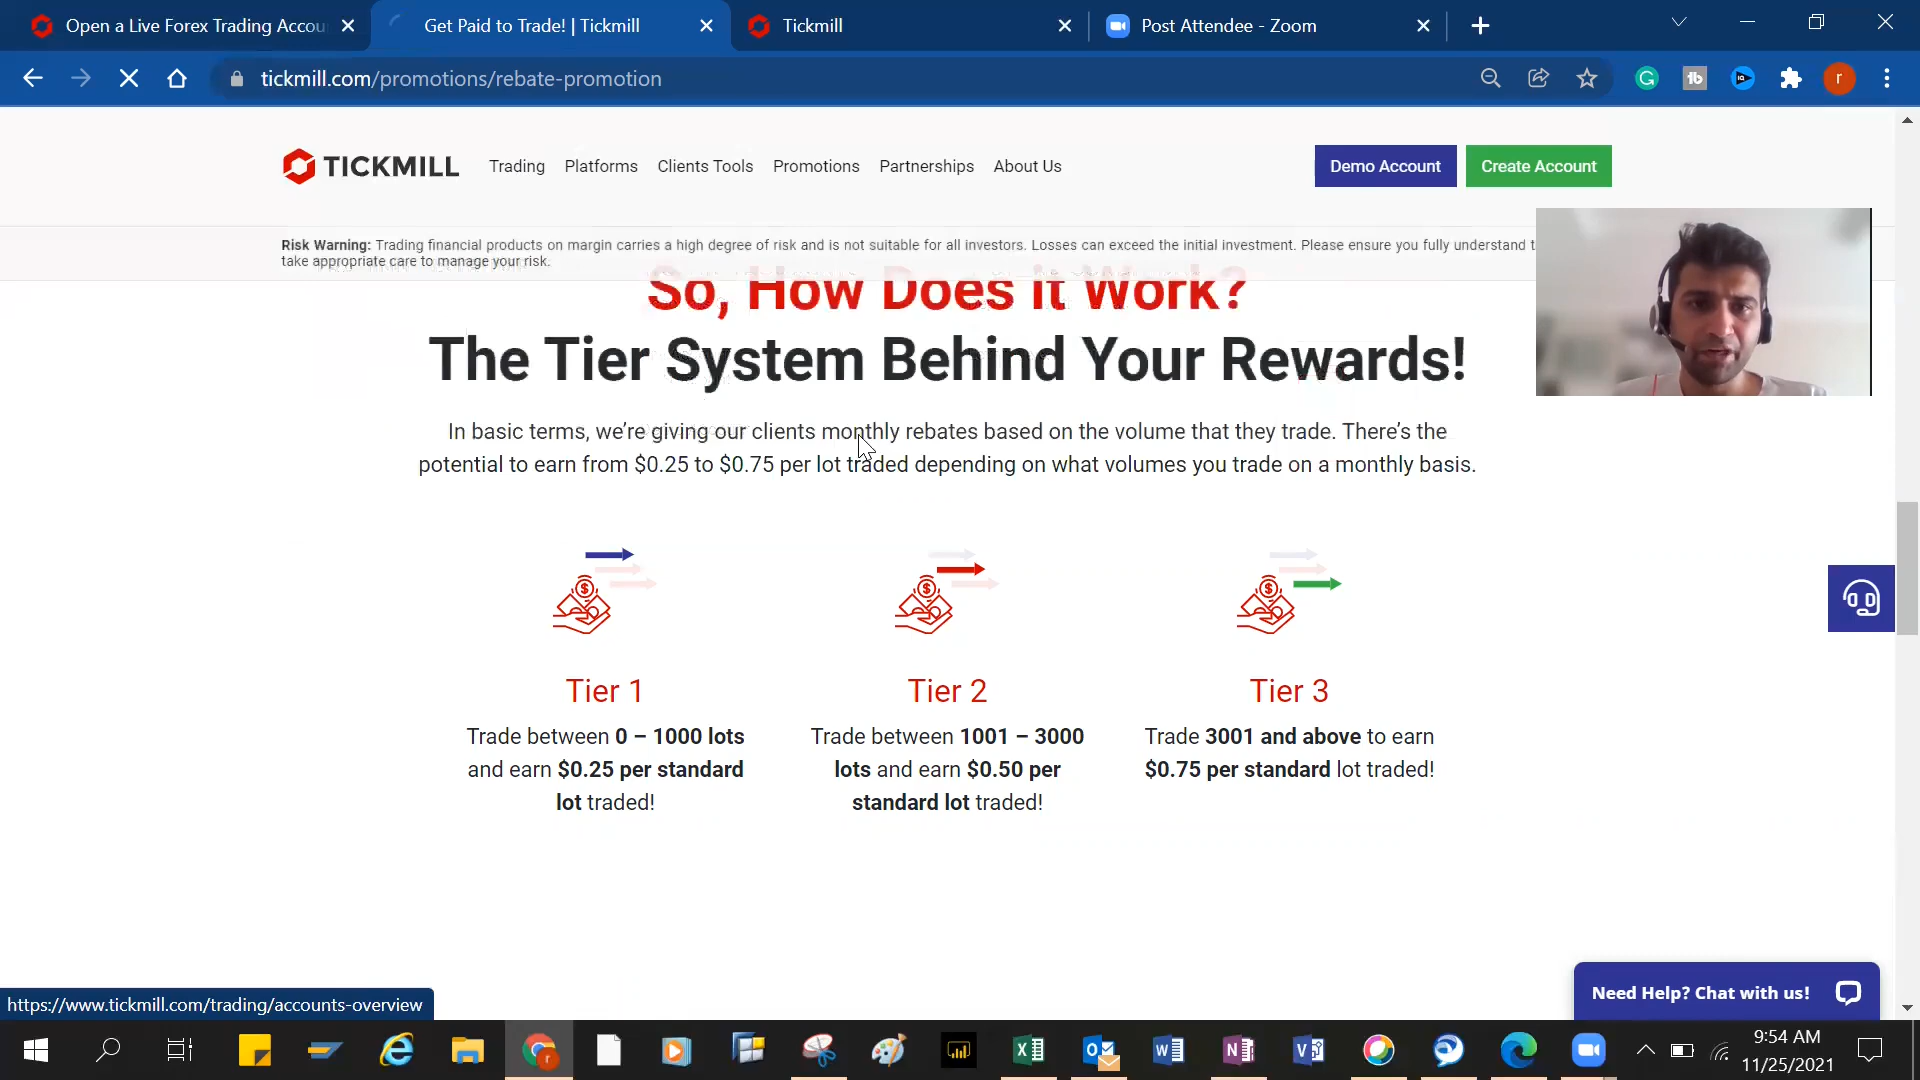 Open a Live Forex Trading Accou
Get Paid to Trade! | Tickmill
Tickmill
Post Attendee - Zoom
tickmill.com/promotions/rebate-promotion
TICKMILL
Trading
Platforms
Clients Tools
Promotions
Partnerships
About Us
Demo Account
Create Account
Risk Warning: Trading financial products on margin carries a high degree of risk and is not suitable for all investors. Losses can exceed the initial investment. Please ensure you fully understand t
take appropriate care to manage your risk.
So, How Does it Work?
The Tier System Behind Your Rewards!
In basic terms, we're giving our clients monthly rebates based on the volume that they trade. There's the
potential to earn from $0.25 to $0.75 per lot traded depending on what volumes you trade on a monthly basis.
Tier 1
Trade between 0 – 1000 lots
and earn $0.25 per standard
lot traded!
Tier 2
Trade between 1001 – 3000
lots and earn $0.50 per
standard lot traded!
Tier 3
Trade 3001 and above to earn
$0.75 per standard lot traded!
Need Help? Chat with us!
https://www.tickmill.com/trading/accounts-overview
9:54 AM
11/25/2021